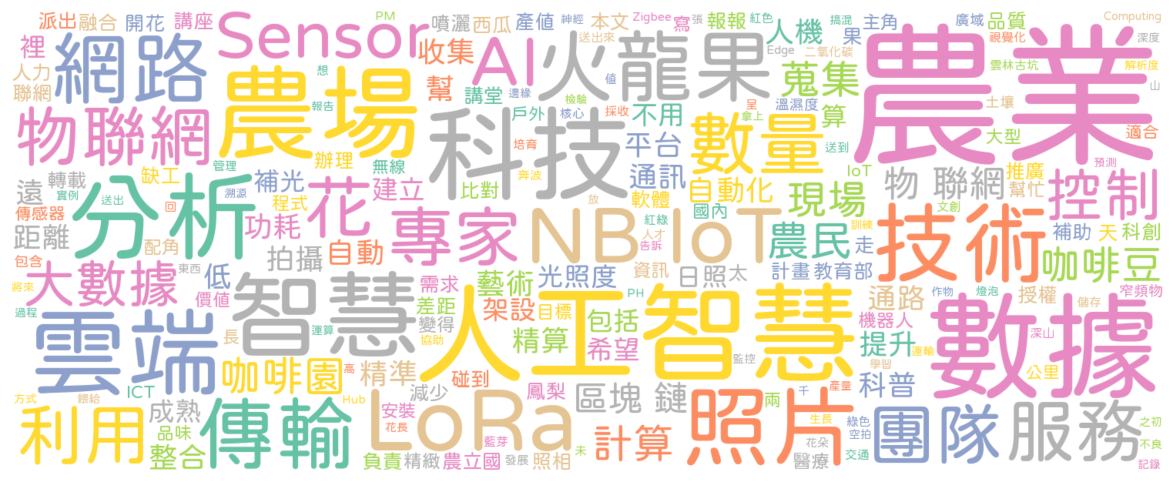 派出 融合 開花 講座 PM 噴灑 西瓜 產值 神經 本文 Zigbee 寫 張 報報 紅色 人機 搞混 主角 廣域 品質 Computing
裡 網路 Sensor 收集 AI 火龍果 送出來 Edge 二氧化碳 果 農業 視覺化 深度
人力 聯網 農場 想 幫 講堂 邊緣 值 檢驗 蒐集 雲林古坑 解析度 山
物聯網 報告 科技 戶外 核心 採收 不用 呈 拿上 溫濕度 算 土壤 大型 適合
缺工 辦理 管理 無線 培育 平台 數量 送到 IoT 推廣 預測
遠 轉載 實例 溯源 補光 程式 花 建立 比對 奔波 放 通訊 軟體 自動化 現場 物 聯網 幫忙 控制
傳感器 送出 分析 回 功耗 專家 NB IoT 國內 人才 告訴 訓練 文創 農民 走 技術 補助 天 科創
距離 包含 配角 自動 拍攝 東西 低 資訊 日照 太 計畫 教育部 咖啡豆
將來 大數據 價值 智慧 需求 差距 藝術 光照度 PH 人工智慧 通路 作物 燈泡 授權 窄頻物 儲存
過程 雲端 長 運算 變得 協助 架設 目標 精算 包括 希望 監控 機器人 提升 運輸 數據 深山
ICT 咖啡園 高 精準 碰到 減少 鳳梨 區塊 鏈 學習 科普 公里
方式 餵給 利用 成熟 品味 整合 傳輸 Hub 安裝 花長 LoRa 藍芽 未 計算 照片 千 兩 產量 生長 花朵 綠色 空拍 團隊 服務 之初 不良
負責 精緻 農立國 發展 照相 醫療 交通 記錄